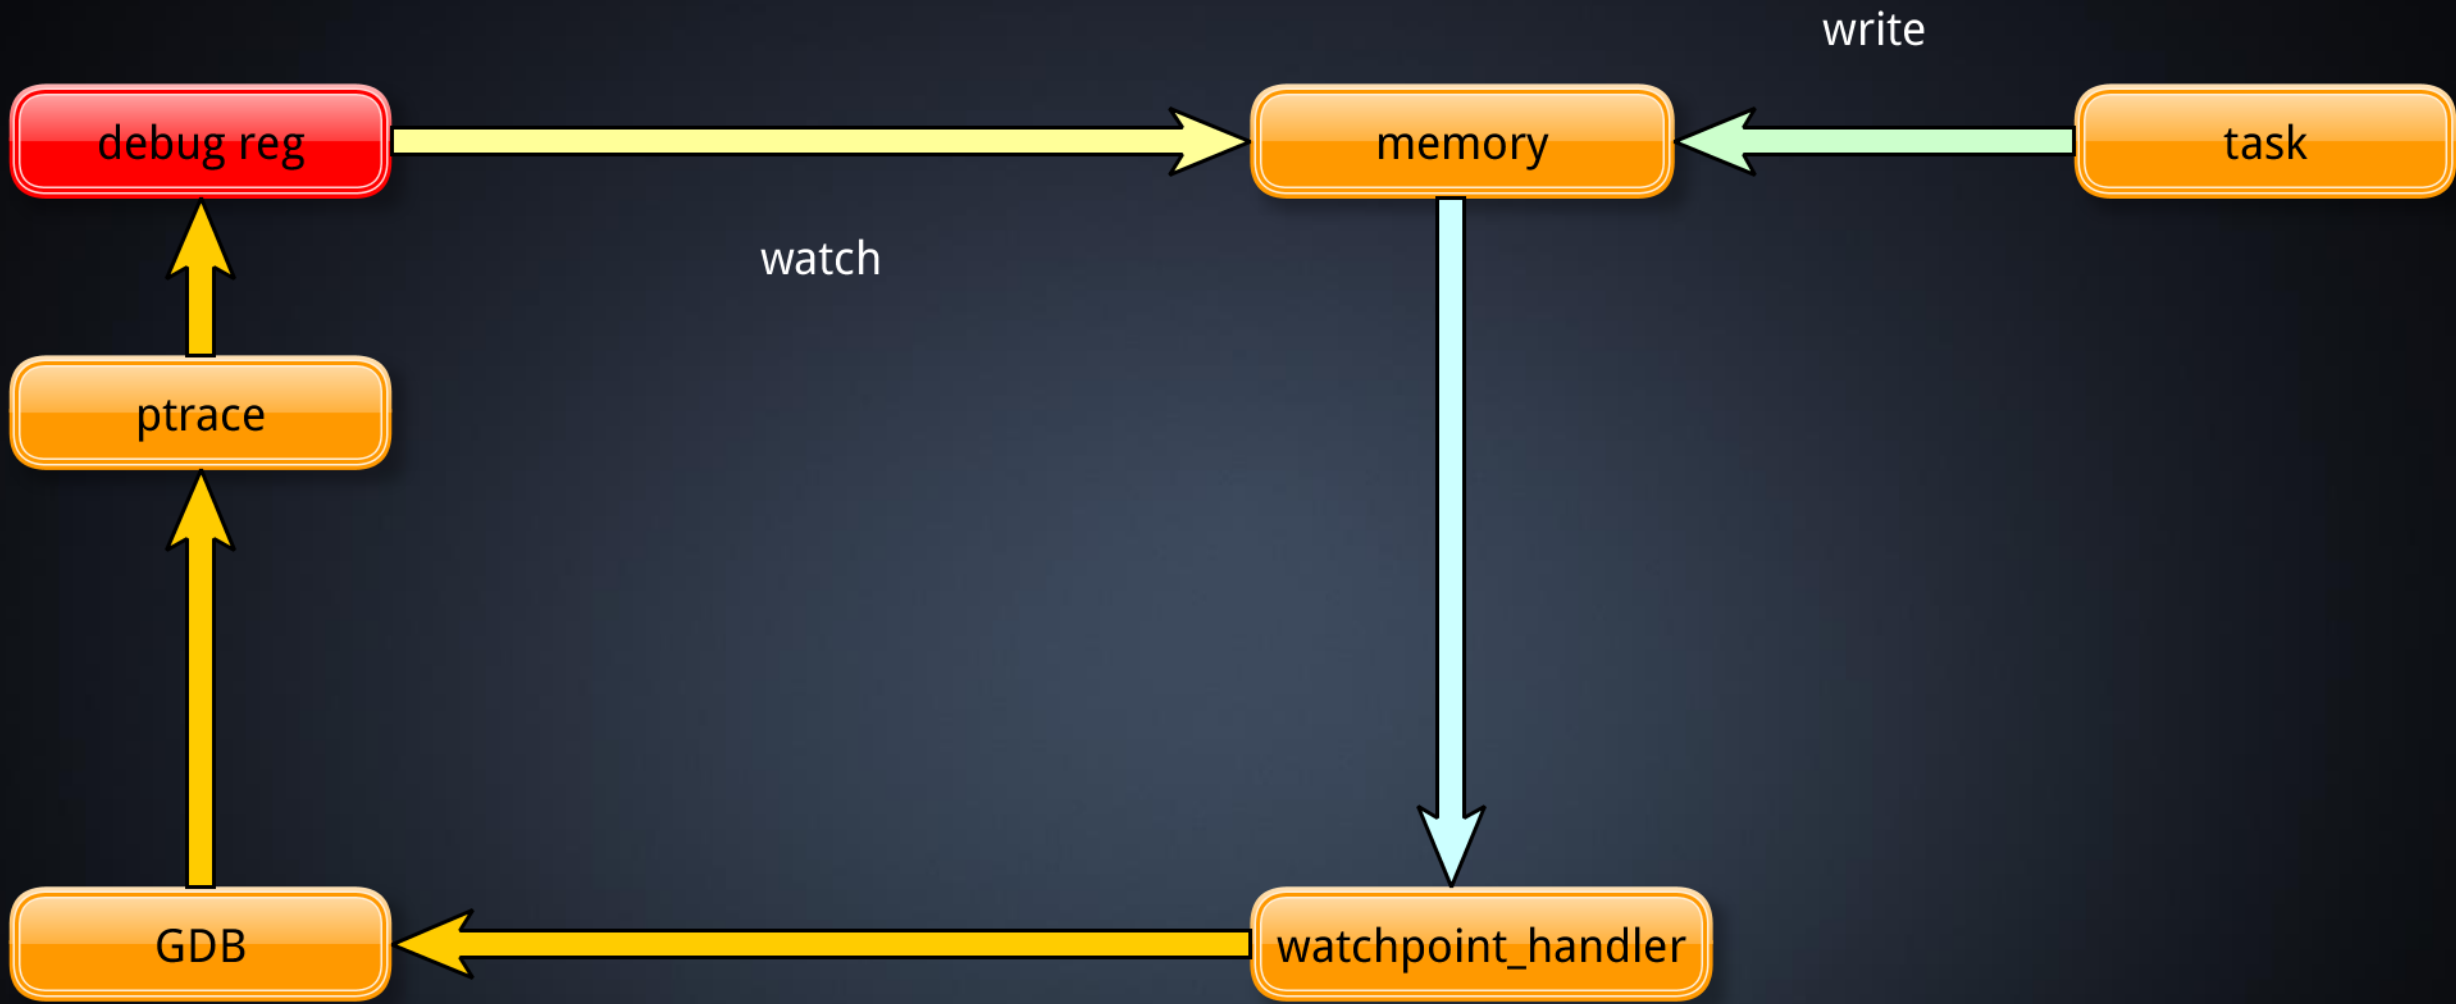 write
debug reg
memory
task
watch
ptrace
GDB
watchpoint_handler